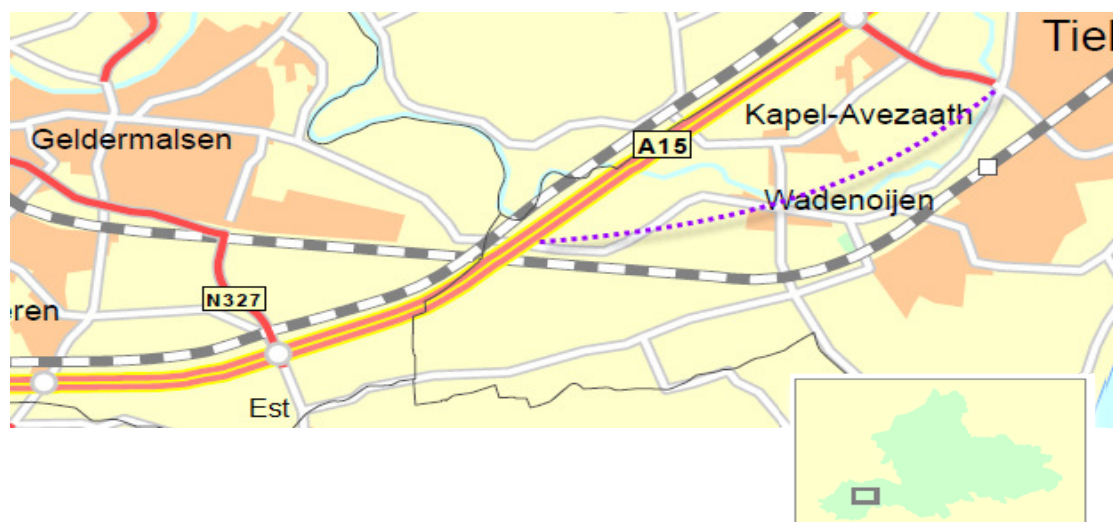 Tiel
Geldermalsen
Kapel-Avezaath
A15
Wadenoijen
N327
eren
Est